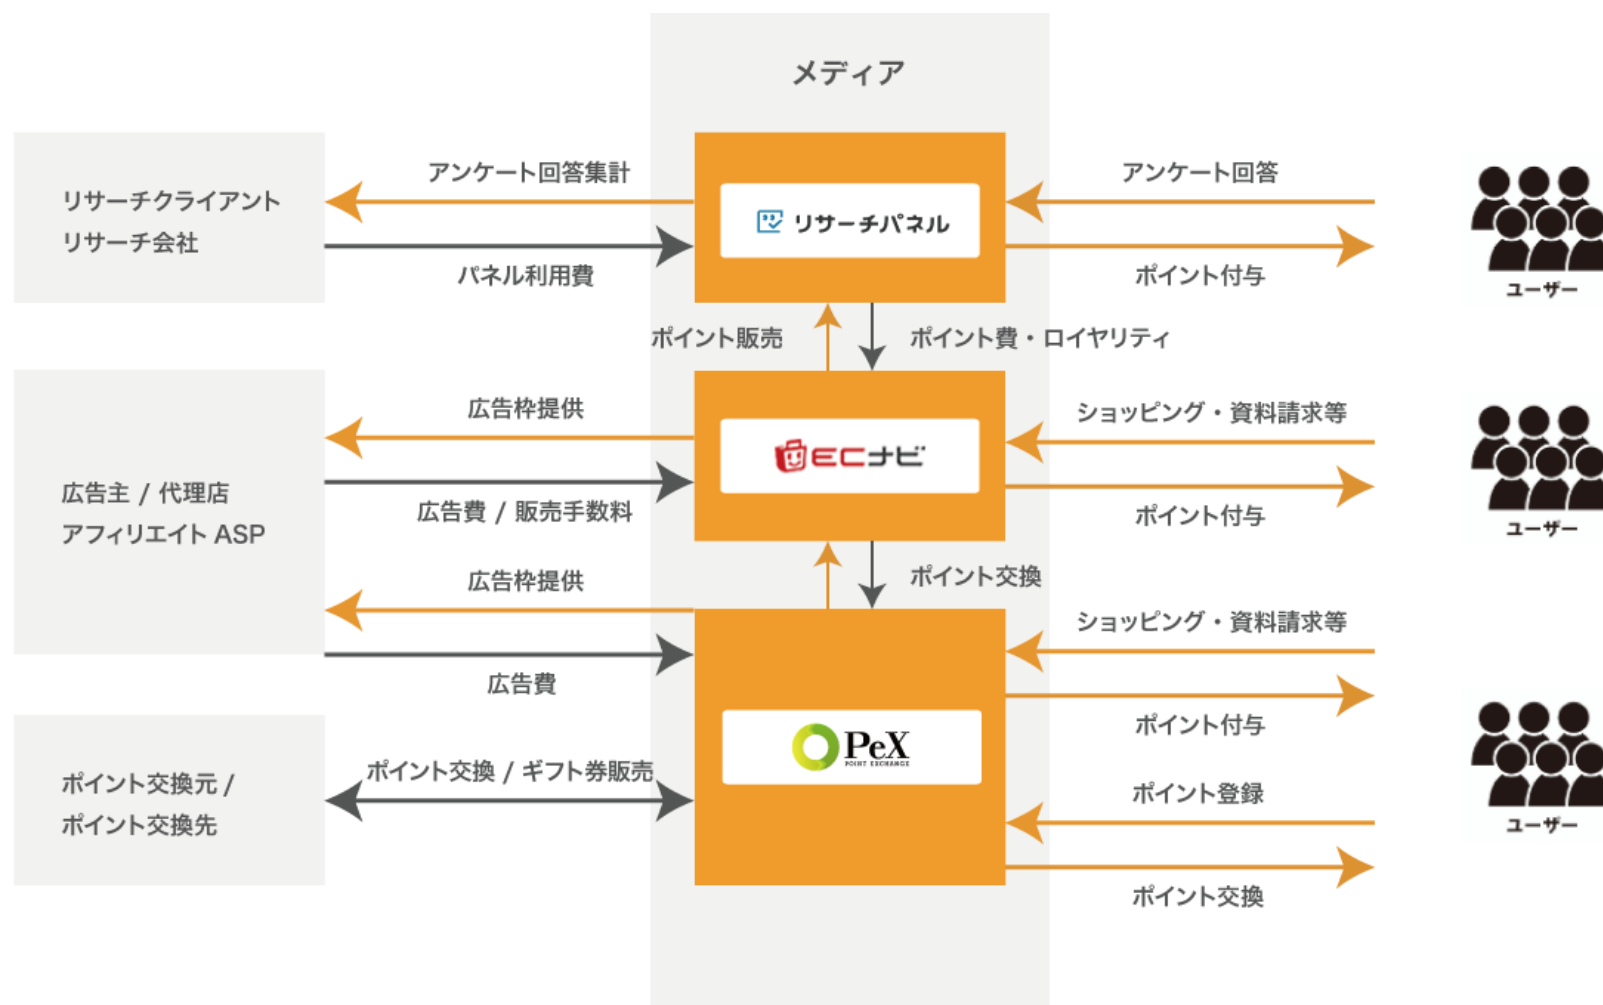 メディア
リサーチクライアント
リサーチ会社
アンケート回答集計
パネル利用費
リサーチパネル
アンケート回答
ポイント付与
ユーザー
ポイント販売
ポイント費・ロイヤリティ
広告主 / 代理店
アフィリエイト ASP
広告枠提供
広告費 / 販売手数料
ECナビ
ショッピング・資料請求等
ポイント付与
ユーザー
広告枠提供
広告費
ポイント交換
ショッピング・資料請求等
ポイント付与
ポイント交換元 /
ポイント交換先
ポイント交換 / ギフト券販売
PeX
POINT EXCHANGE
ポイント登録
ポイント交換
ユーザー